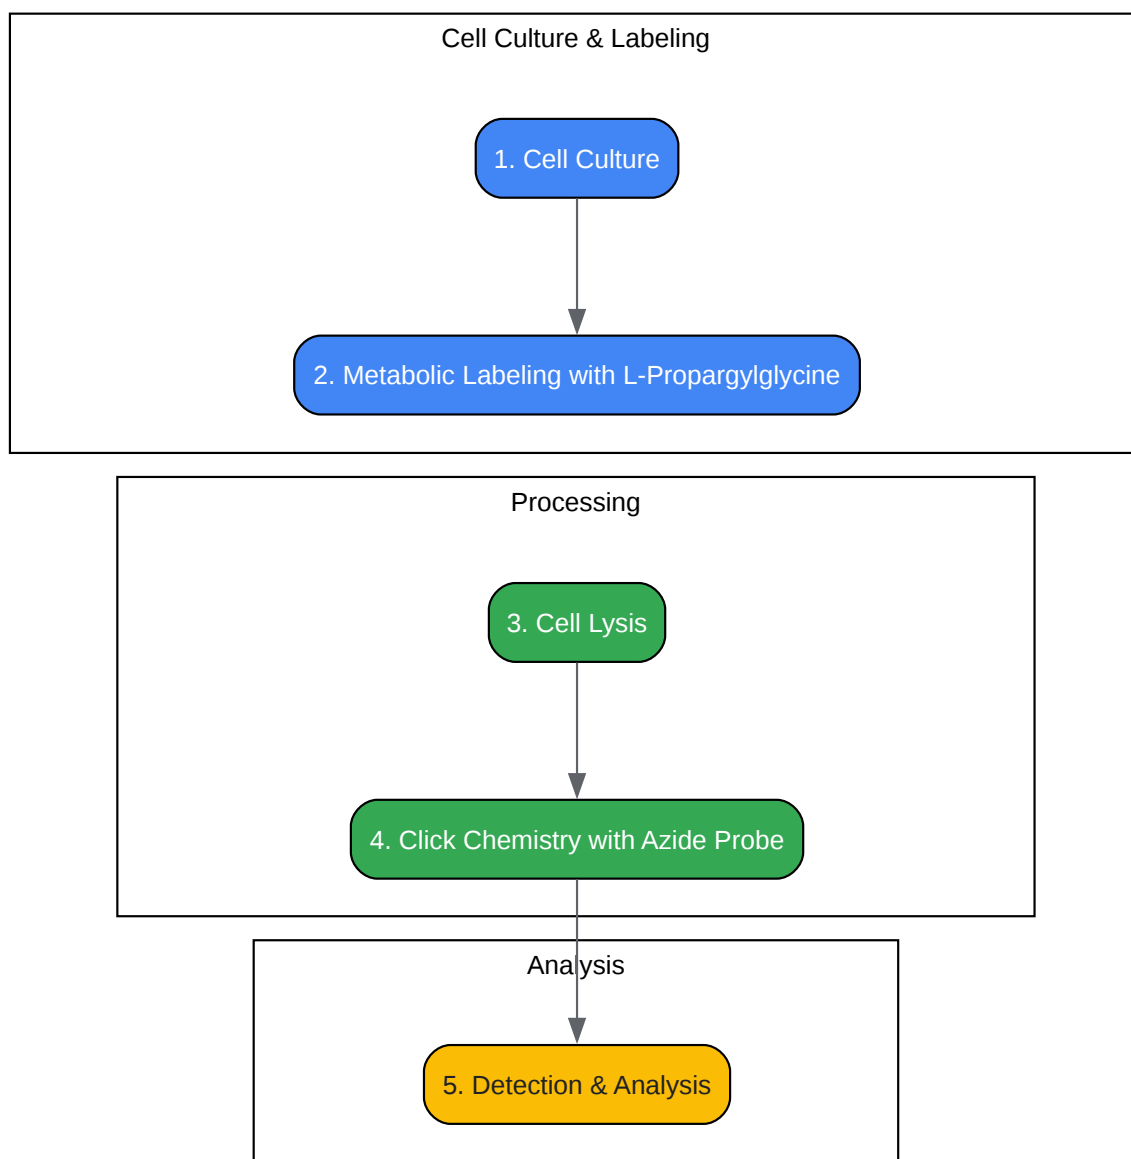 Cell Culture & Labeling
1. Cell Culture
2. Metabolic Labeling with L-Propargylglycine
Processing
3. Cell Lysis
4. Click Chemistry with Azide Probe
Analysis
5. Detection & Analysis